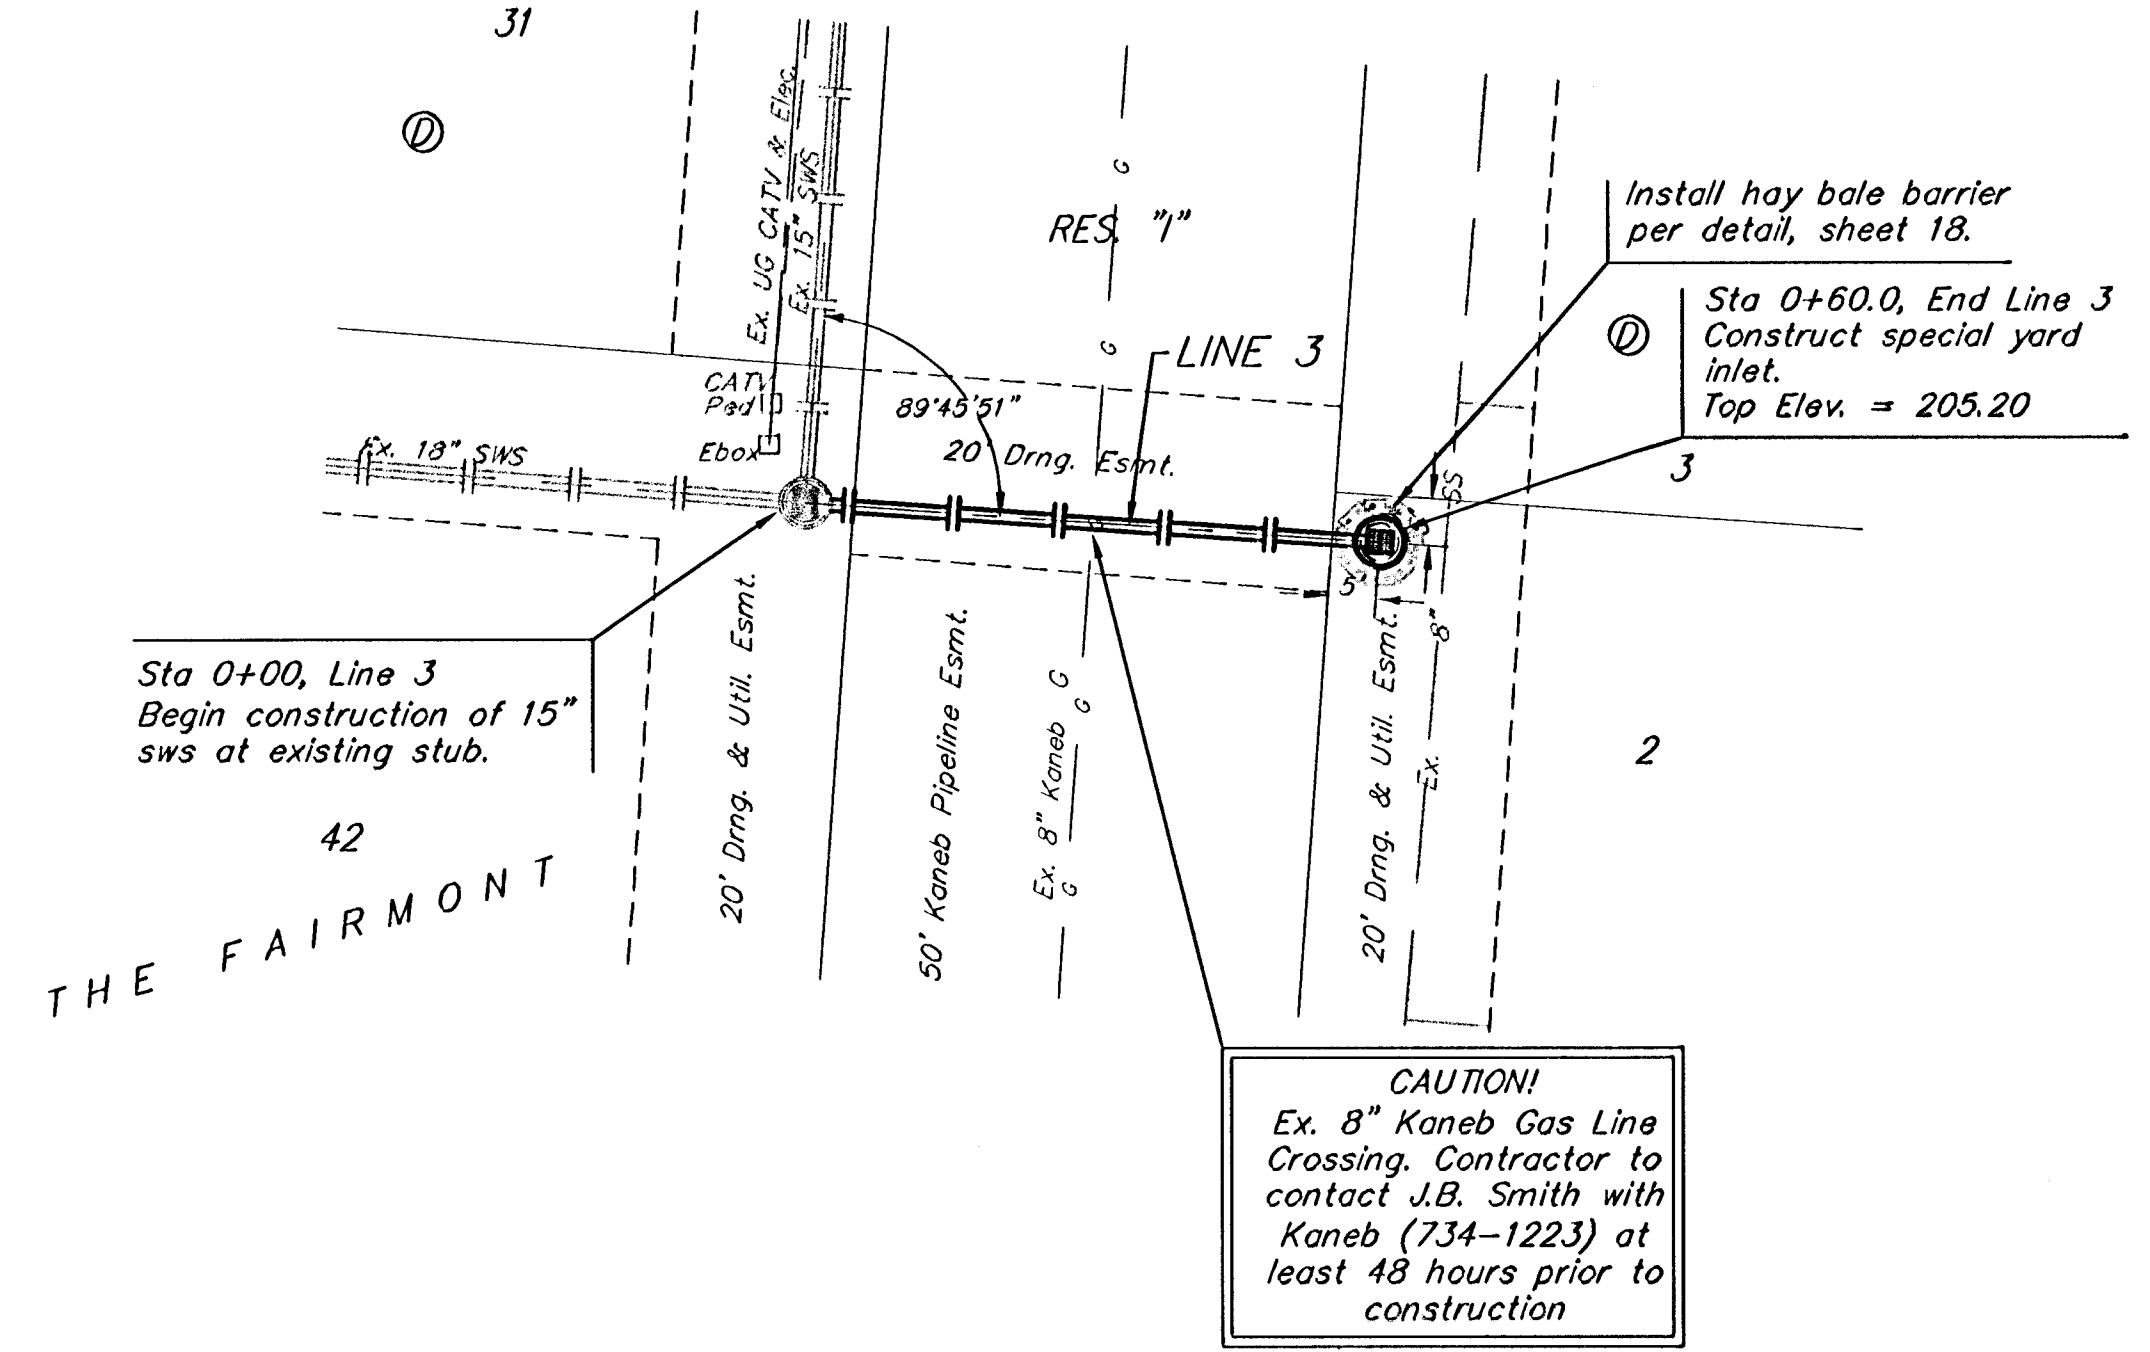 31
D
Ex. UG CATV & Elec.
Ex. 15" SWS
G
RES. "1"
G
Install hay bale barrier
per detail, sheet 18.
D
Sta 0+60.0, End Line 3
Construct special yard
inlet.
Top Elev. = 205.20
LINE 3
CATV
Ped
89°45'51"
Ebox
20' Drng. Esmt.
Ex. 18" SWS
3
SS
5'
5'
8"
Ex.
Sta 0+00, Line 3
Begin construction of 15"
sws at existing stub.
20' Drng. & Util. Esmt.
50' Kaneb Pipeline Esmt.
Ex. 8" Kaneb G
G
G
20' Drng. & Util. Esmt.
2
42
THE FAIRMONT
CAUTION!
Ex. 8" Kaneb Gas Line
Crossing. Contractor to
contact J.B. Smith with
Kaneb (734-1223) at
least 48 hours prior to
construction